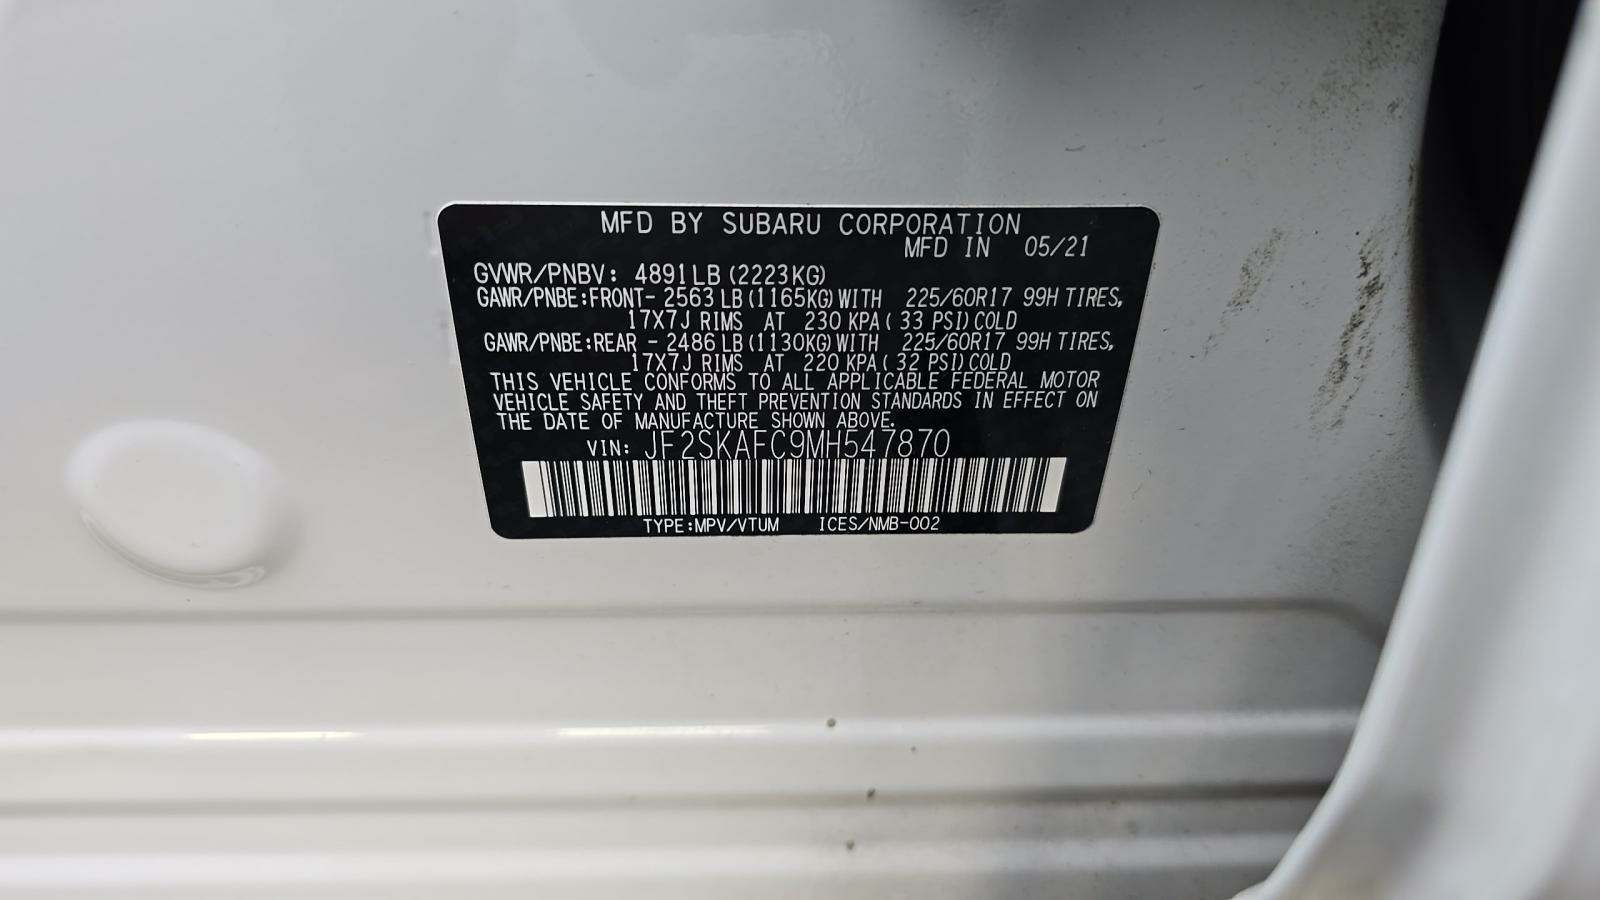 MFD BY SUBARU CORPORATION
MFD IN 05/21
GVWR/PNBV: 4891LB (2223KG)
GAWR/PNBE:FRONT- 2563 LB (1165KG) WITH 225/60R17 99H TIRES,
17X7J RIMS AT 230 KPA ( 33 PSI) COLD
GAWR/PNBE:REAR - 2486 LB (1130KG) WITH 225/60R17 99H TIRES,
17X7J RIMS AT 220 KPA ( 32 PSI) COLD
THIS VEHICLE CONFORMS TO ALL APPLICABLE FEDERAL MOTOR
VEHICLE SAFETY AND THEFT PREVENTION STANDARDS IN EFFECT ON
THE DATE OF MANUFACTURE SHOWN ABOVE.
VIN: JF2SKAFC9MH547870
TYPE:MPV/VTUM ICES/NMB-002